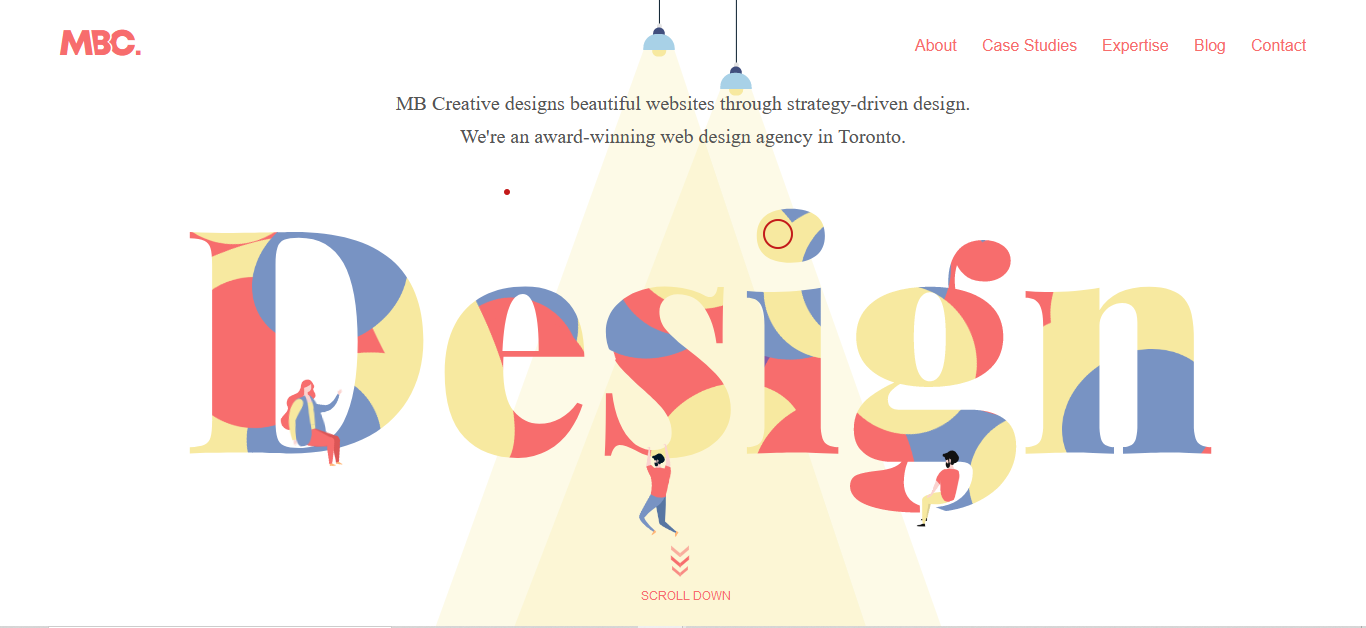 MBC.
About Case Studies Expertise Blog Contact
MB Creative designs beautiful websites through strategy-driven design.
We're an award-winning web design agency in Toronto.
Design
SCROLL DOWN